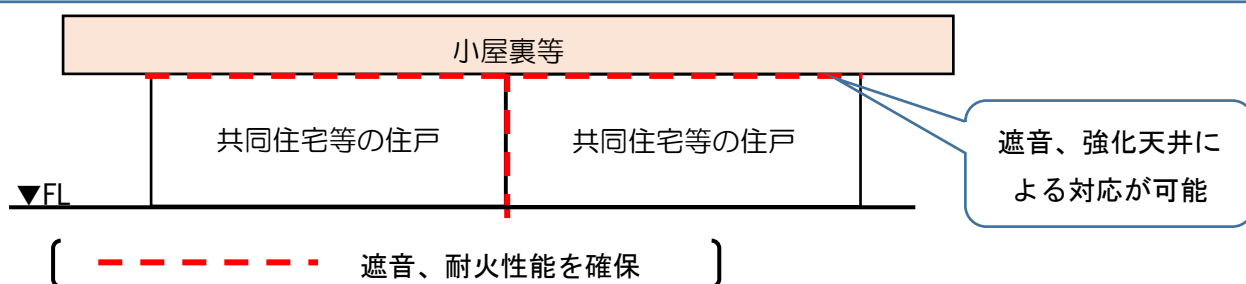 小屋裏等
共同住宅等の住戸
共同住宅等の住戸
遮音、強化天井に
よる対応が可能
▼FL
遮音、耐火性能を確保